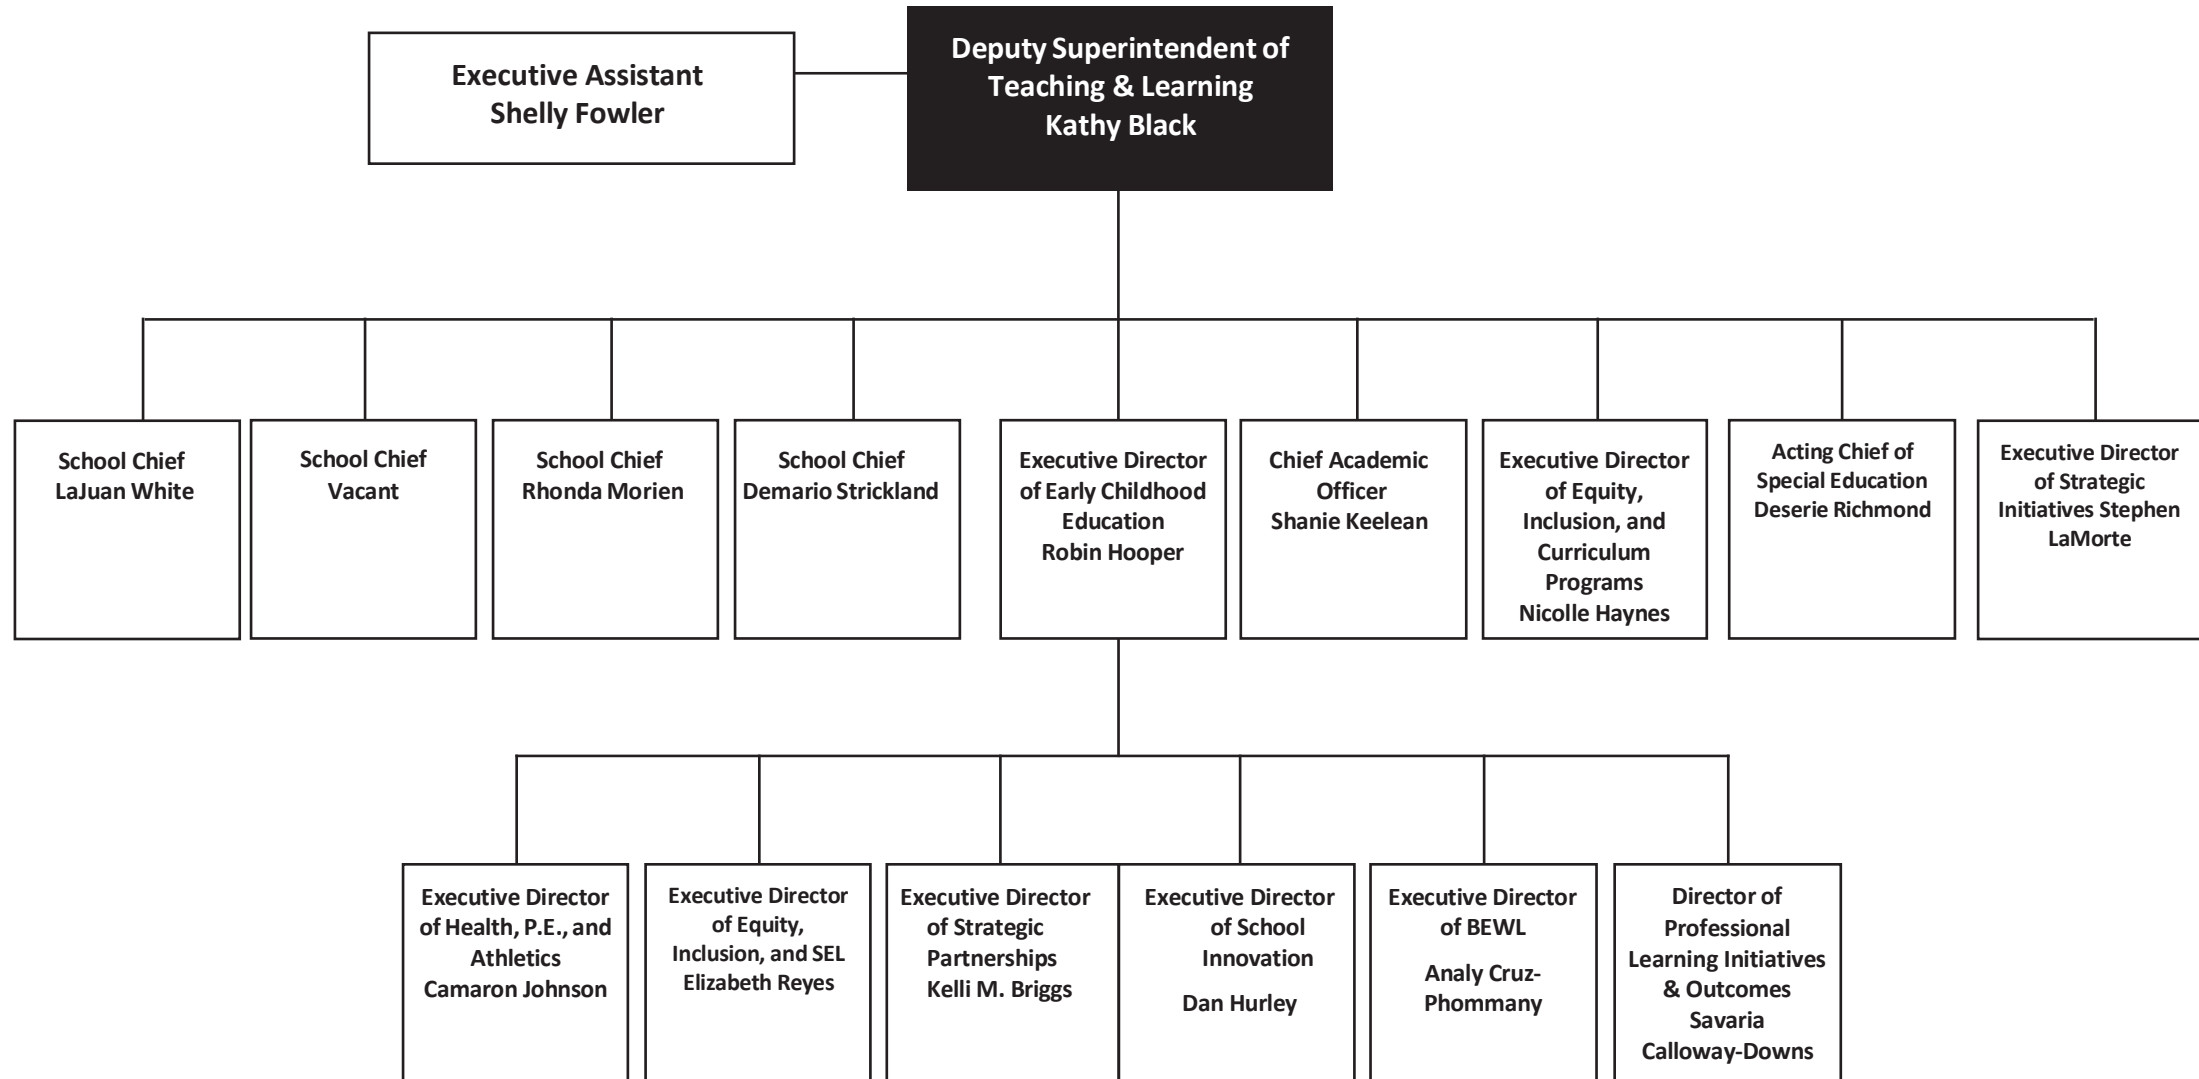 Executive Assistant
Shelly Fowler
Deputy Superintendent of
Teaching & Learning
Kathy Black
School Chief
LaJuan White
School Chief
Vacant
School Chief
Rhonda Morien
School Chief
Demario Strickland
Executive Director
of Early Childhood
Education
Robin Hooper
Chief Academic
Officer
Shanie Keelean
Executive Director
of Equity,
Inclusion, and
Curriculum
Programs
Nicolle Haynes
Acting Chief of
Special Education
Deserie Richmond
Executive Director
of Strategic
Initiatives Stephen
LaMorte
Executive Director
of Health, P.E., and
Athletics
Camaron Johnson
Executive Director
of Equity,
Inclusion, and SEL
Elizabeth Reyes
Executive Director
of Strategic
Partnerships
Kelli M. Briggs
Executive Director
of School
Innovation
Dan Hurley
Executive Director
of BEWL
Analy Cruz-
Phommany
Director of
Professional
Learning Initiatives
& Outcomes
Savaria
Calloway-Downs